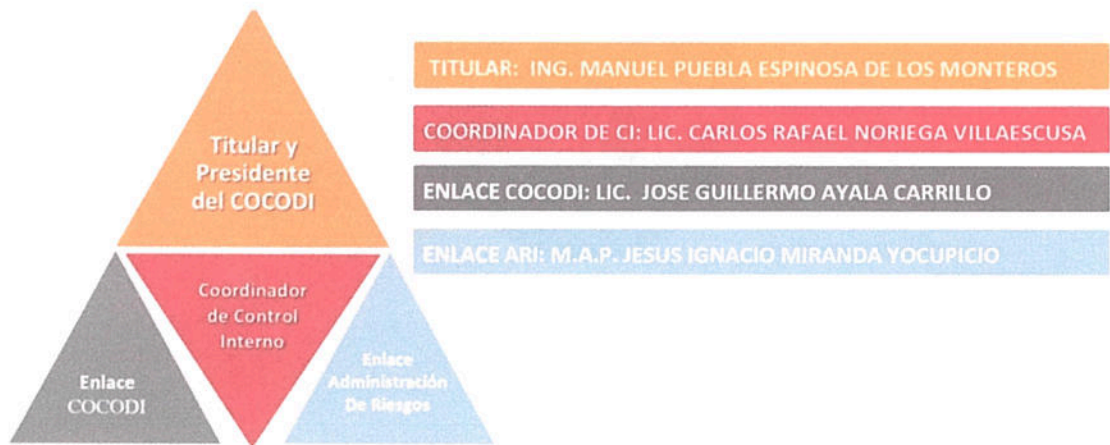 Titular y
Presidente
del COCODI
Coordinador
de Control
Interno
Enlace
COCODI
Enlace
Administración
De Riesgos
TITULAR: ING. MANUEL PUEBLA ESPINOSA DE LOS MONTEROS
COORDINADOR DE CI: LIC. CARLOS RAFAEL NORIEGA VILLAESCUSA
ENLACE COCODI: LIC. JOSE GUILLERMO AYALA CARRILLO
ENLACE ARI: M.A.P. JESUS IGNACIO MIRANDA YOCUPICIO